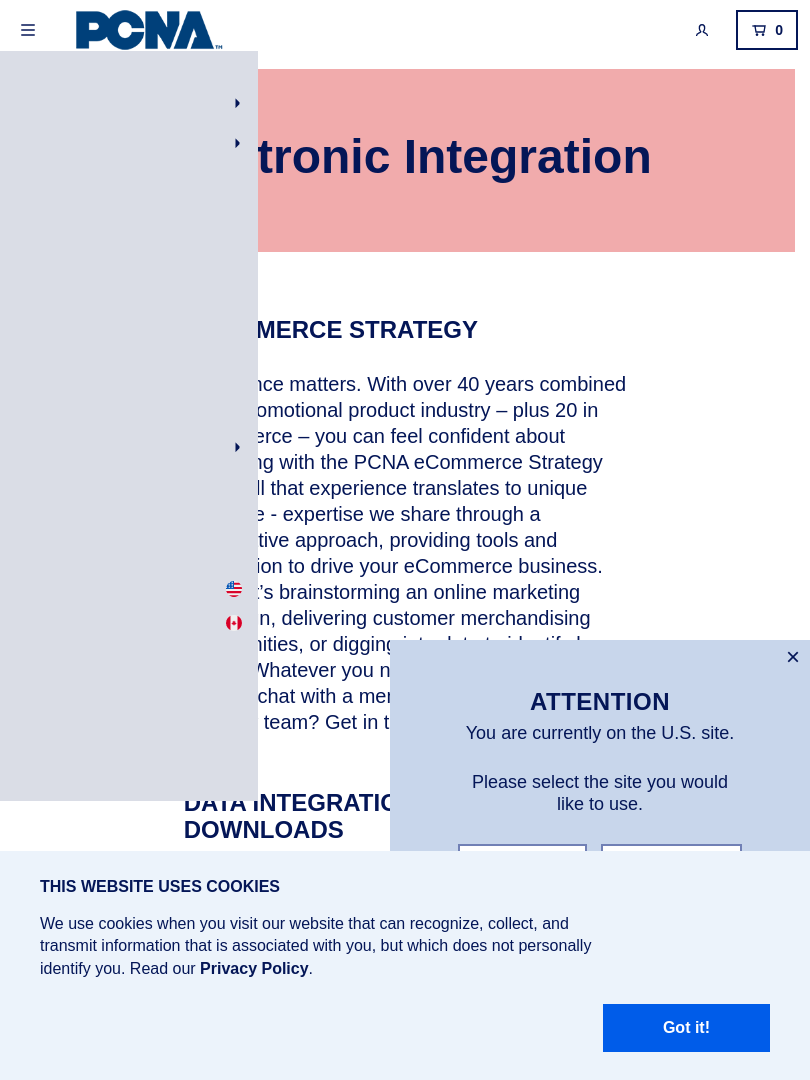 PCNA™
0
tronic Integration
MERCE STRATEGY
nce matters. With over 40 years combined
omotional product industry – plus 20 in
erce – you can feel confident about
ng with the PCNA eCommerce Strategy
ll that experience translates to unique
e - expertise we share through a
tive approach, providing tools and
ion to drive your eCommerce business.
t’s brainstorming an online marketing
n, delivering customer merchandising
nities, or digging
Whatever you n
chat with a mer
team? Get in t
×
ATTENTION
You are currently on the U.S. site.
Please select the site you would
like to use.
DATA INTEGRATIO
DOWNLOADS
THIS WEBSITE USES COOKIES
We use cookies when you visit our website that can recognize, collect, and
transmit information that is associated with you, but which does not personally
identify you. Read our Privacy Policy.
Got it!